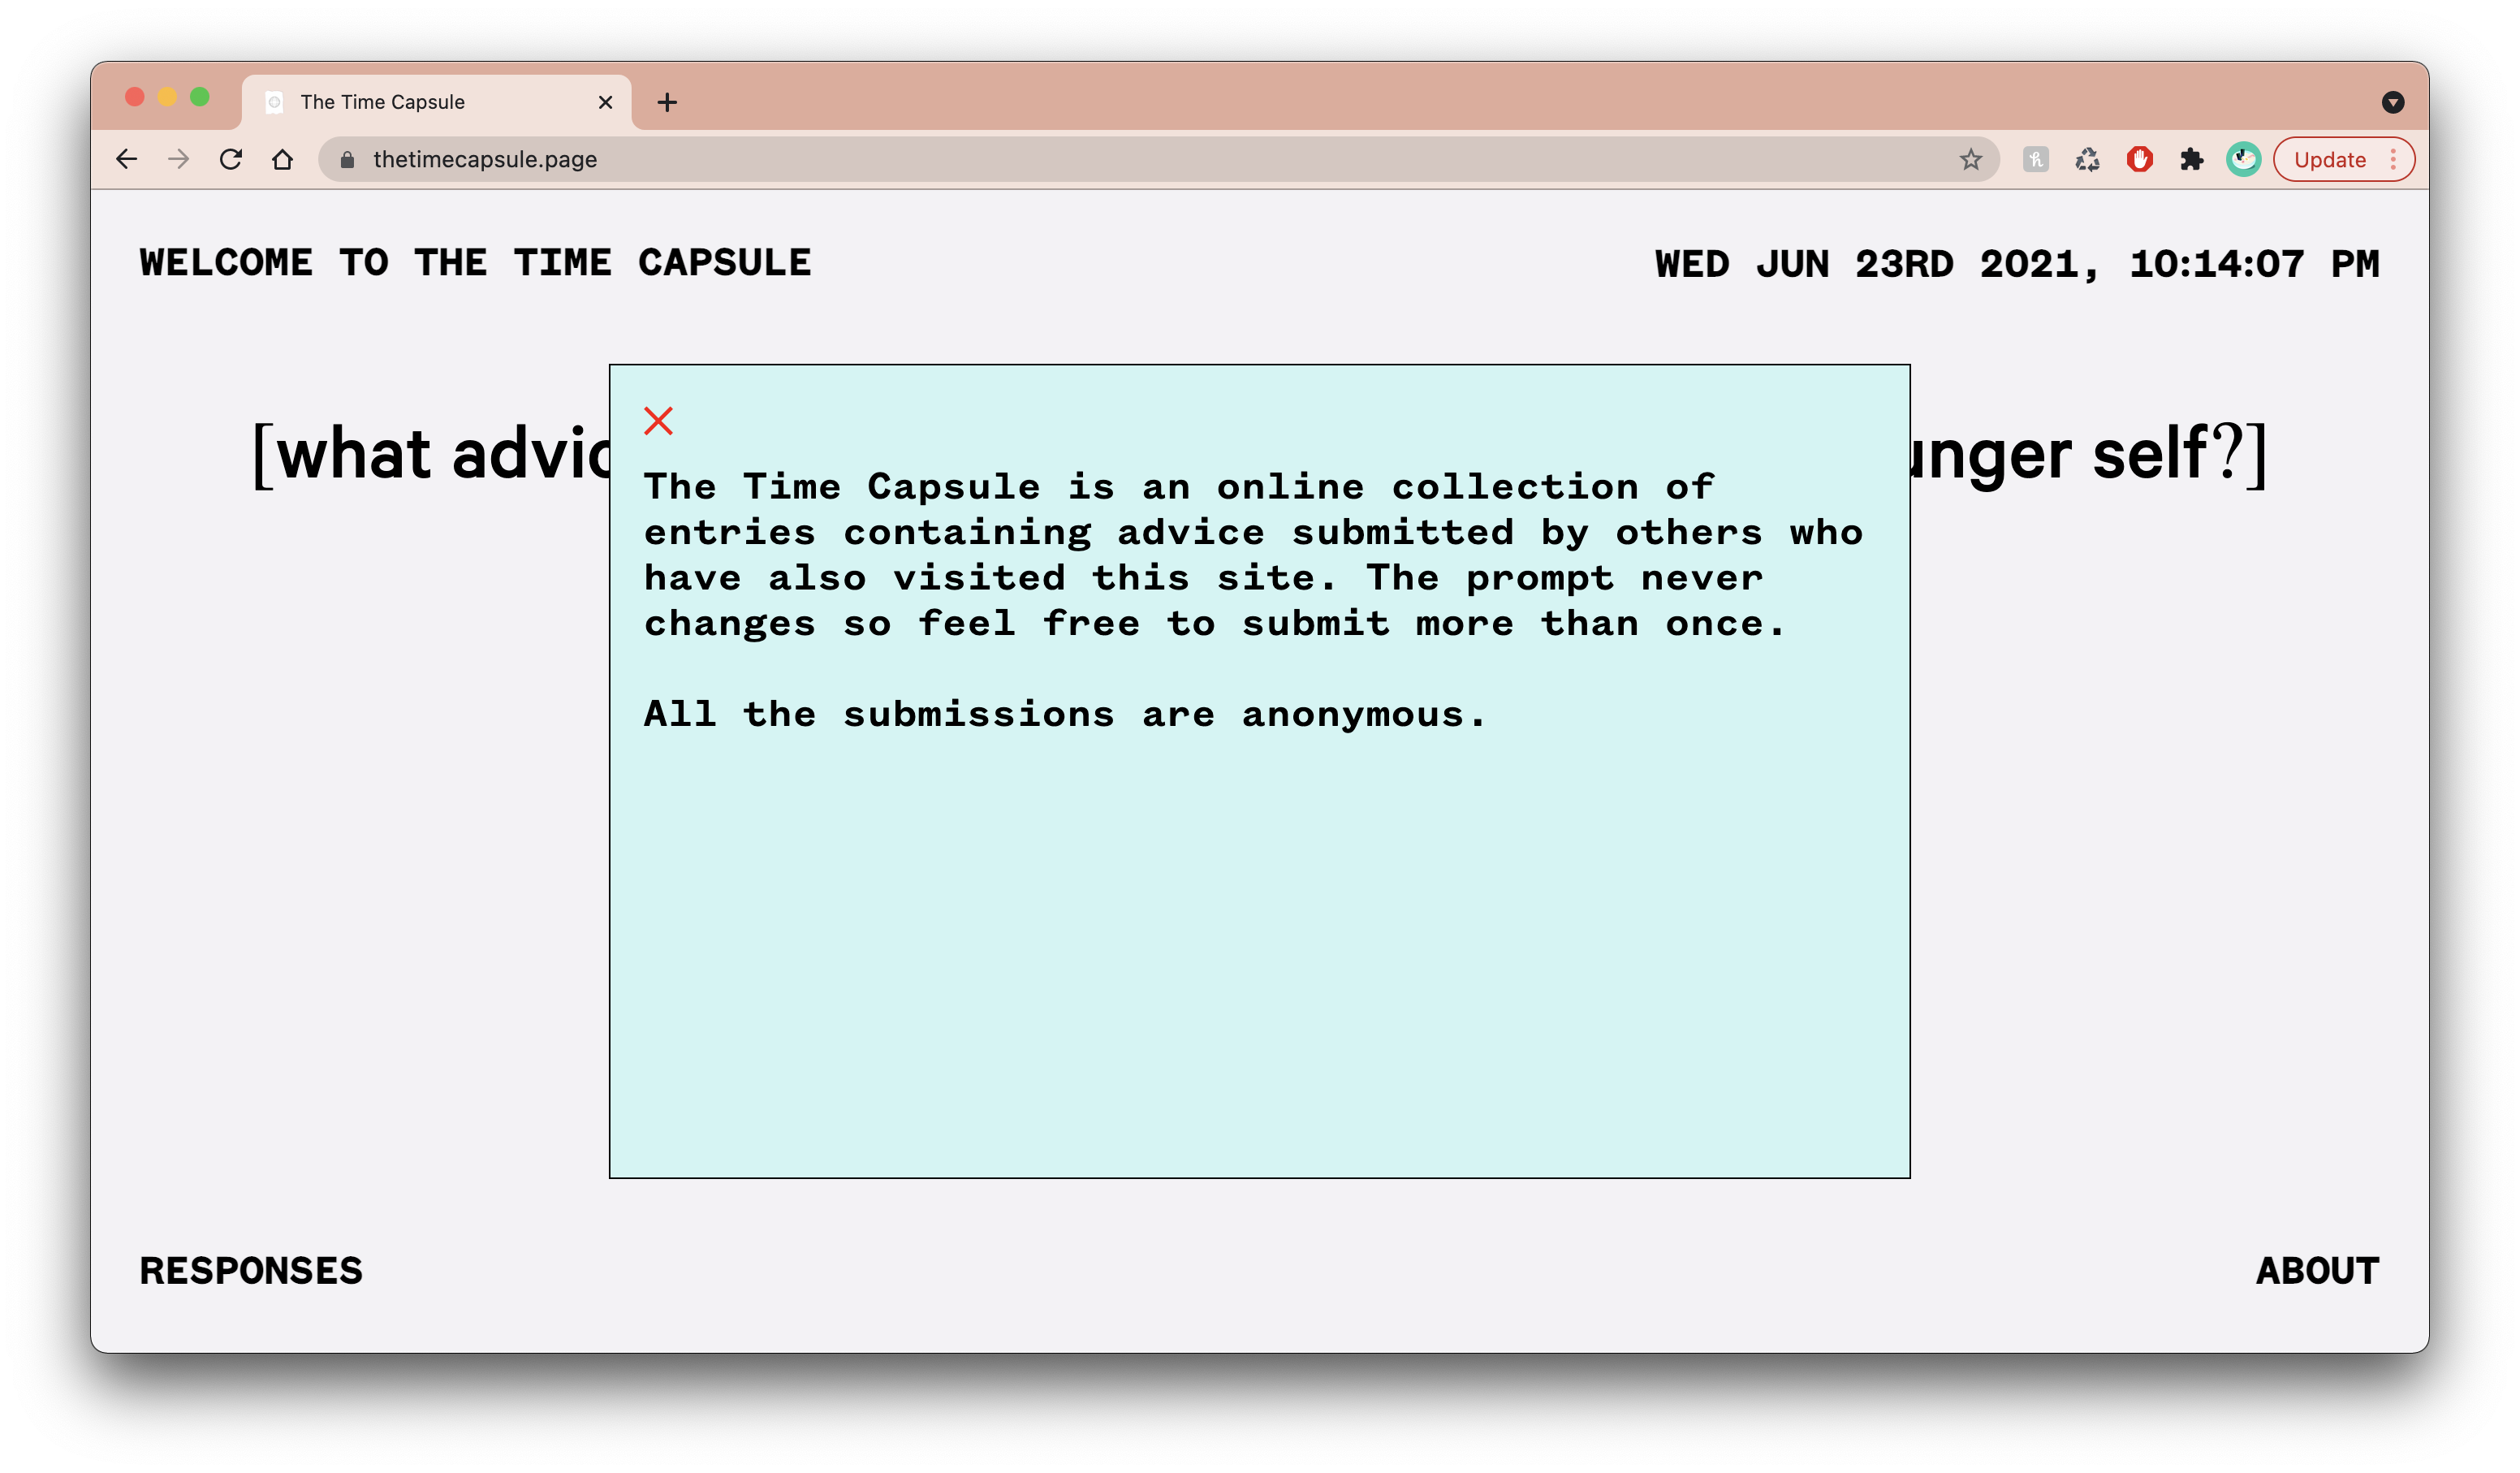 The Time Capsule
thetimecapsule.page
Update
WELCOME TO THE TIME CAPSULE
WED JUN 23RD 2021, 10:14:07 PM
[what advic
unger self?]
The Time Capsule is an online collection of
entries containing advice submitted by others who
have also visited this site. The prompt never
changes so feel free to submit more than once.
All the submissions are anonymous.
RESPONSES
ABOUT